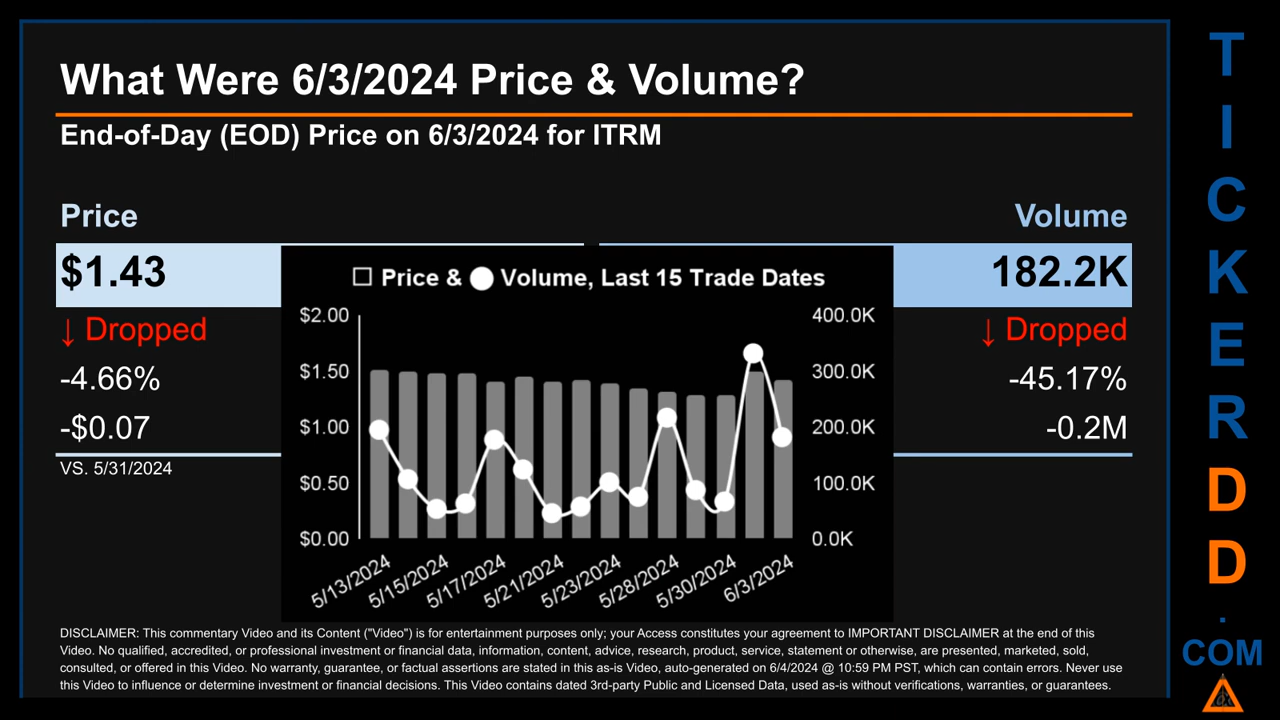 What Were 6/3/2024 Price & Volume?
End-of-Day (EOD) Price on 6/3/2024 for ITRM
Price
Volume
$1.43
182.2K
↓ Dropped
↓ Dropped
-4.66%
-45.17%
-$0.07
-0.2M
VS. 5/31/2024
Price & Volume, Last 15 Trade Dates
$2.00
400.0K
$1.50
300.0K
$1.00
200.0K
$0.50
100.0K
$0.00
0.0K
5/13/2024
5/15/2024
5/17/2024
5/21/2024
5/23/2024
5/28/2024
5/30/2024
6/3/2024
DISCLAIMER: This commentary Video and its Content ("Video") is for entertainment purposes only; your Access constitutes your agreement to IMPORTANT DISCLAIMER at the end of this
Video. No qualified, accredited, or professional investment or financial data, information, content, advice, research, product, service, statement or otherwise, are presented, marketed, sold,
consulted, or offered in this Video. No warranty, guarantee, or factual assertions are stated in this as-is Video, auto-generated on 6/4/2024 @ 10:59 PM PST, which can contain errors. Never use
this Video to influence or determine investment or financial decisions. This Video contains dated 3rd-party Public and Licensed Data, used as-is without verifications, warranties, or guarantees.
T
I
C
K
E
R
D
D
.
COM